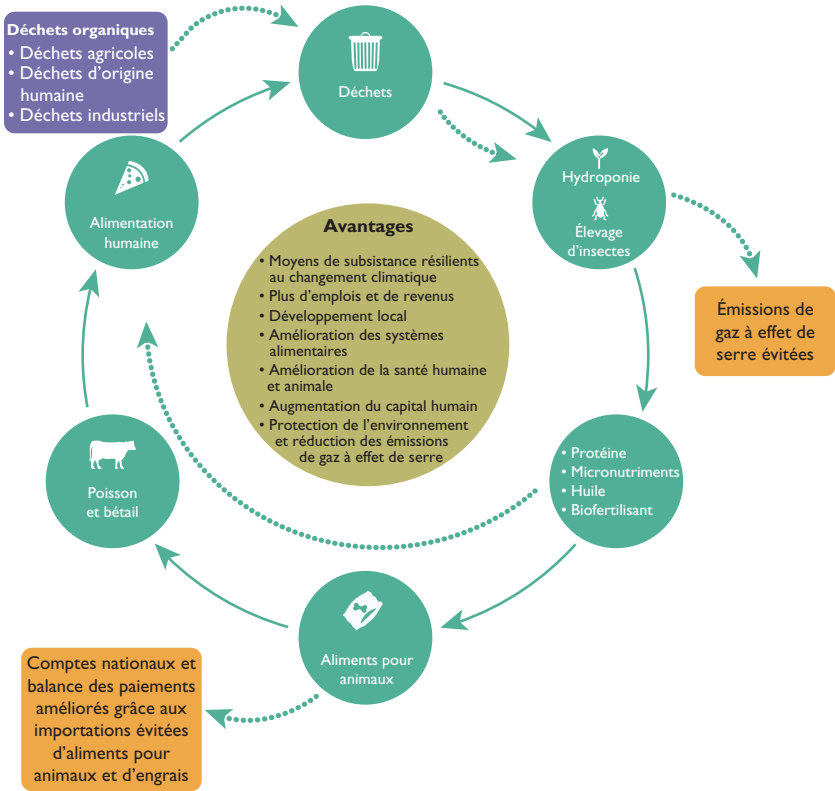 Déchets organiques
• Déchets agricoles
• Déchets d'origine
humaine
• Déchets industriels
Déchets
Hydroponie
Élevage
d'insectes
Émissions de
gaz à effet de
serre évitées
• Protéine
• Micronutriments
• Huile
• Biofertilisant
Aliments pour
animaux
Comptes nationaux et
balance des paiements
améliorés grâce aux
importations évitées
d'aliments pour
animaux et d'engrais
Poisson
et bétail
Alimentation
humaine
Avantages
• Moyens de subsistance résilients
au changement climatique
• Plus d'emplois et de revenus
• Développement local
• Amélioration des systèmes
alimentaires
• Amélioration de la santé humaine
et animale
• Augmentation du capital humain
• Protection de l'environnement
et réduction des émissions
de gaz à effet de serre